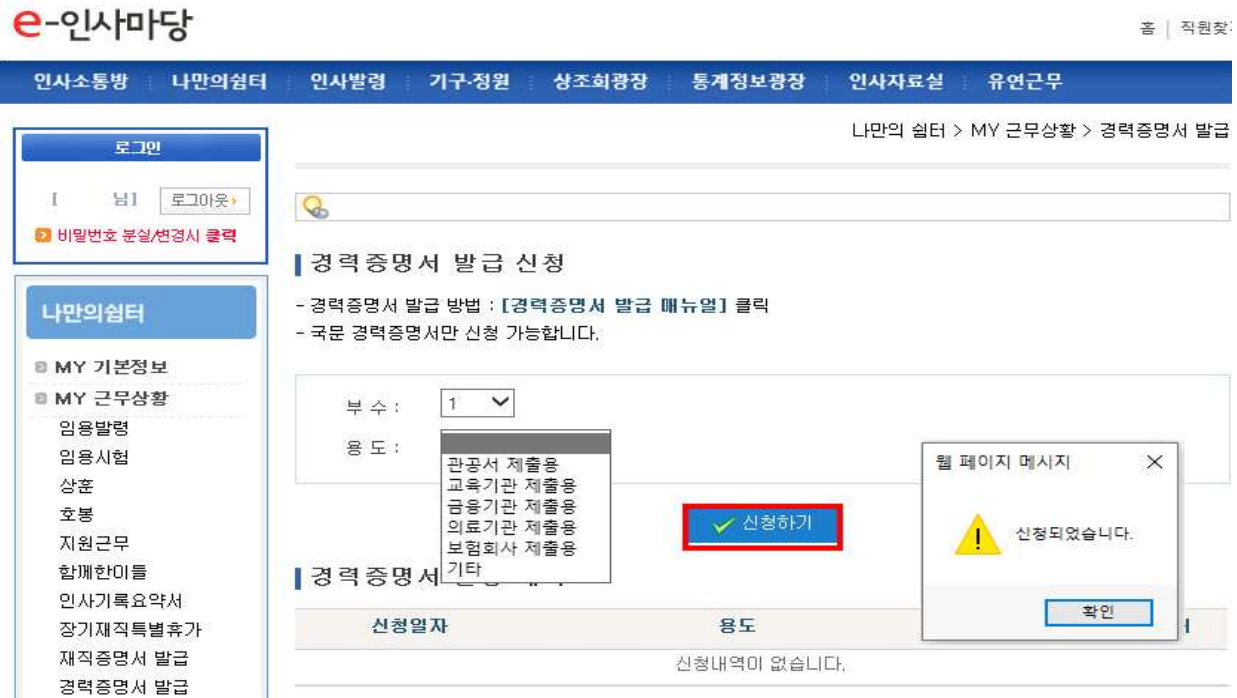 e-인사마당
홈 | 직원찾
인사소통방 나만의쉼터 인사발령 기구·정원 상조회광장 통계정보광장 인사자료실 유연근무
로그인
[ 님] 로그아웃
비밀번호 분실/변경시 클릭
나만의쉼터
MY 기본정보
MY 근무상황
임용발령
임용시험
상훈
호봉
지원근무
함께한이들
인사기록요약서
장기재직특별휴가
재직증명서 발급
경력증명서 발급
나만의 쉼터 > MY 근무상황 > 경력증명서 발급
경력증명서 발급 신청
- 경력증명서 발급 방법 : [경력증명서 발급 매뉴얼] 클릭
- 국문 경력증명서만 신청 가능합니다.
부 수 : 1
용 도 :
관공서 제출용
교육기관 제출용
금융기관 제출용
의료기관 제출용
보험회사 제출용
기타
신청하기
웹 페이지 메시지
신청되었습니다.
확인
경력증명서
신청일자 용도
신청내역이 없습니다.